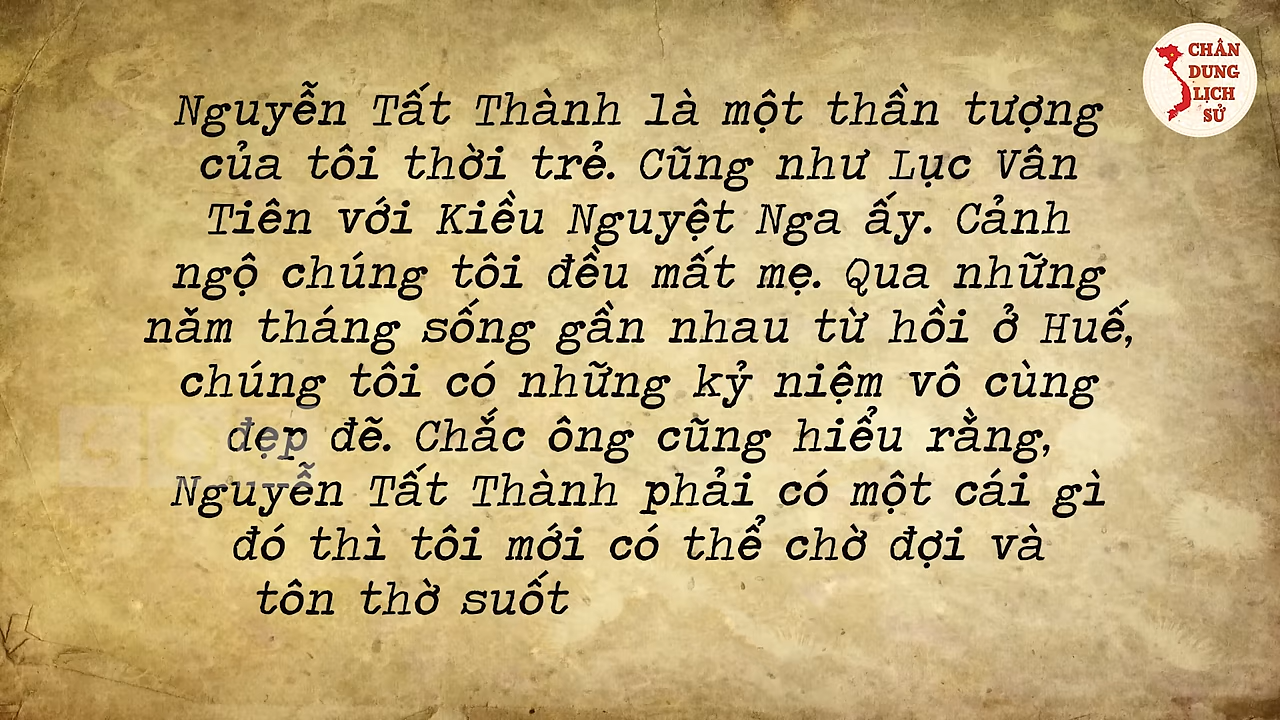 CHÂN
DUNG
LỊCH
SỬ
Nguyễn Tất Thành là một thần tượng
của tôi thời trẻ. Cũng như Lục Vân
Tiên với Kiều Nguyệt Nga ấy. Cảnh
ngộ chúng tôi đều mất mẹ. Qua những
năm tháng sống gần nhau từ hồi ở Huế,
chúng tôi có những kỷ niệm vô cùng
đẹp đẽ. Chắc ông cũng hiểu rằng,
Nguyễn Tất Thành phải có một cái gì
đó thì tôi mới có thể chờ đợi và
tôn thờ suốt